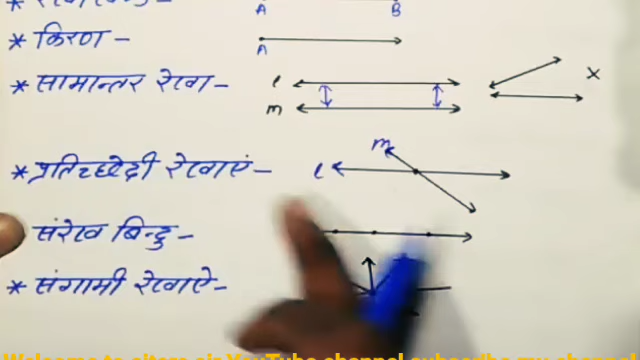 A B
* किरण -
A
* सामान्तर रेखा - l
m
x
* प्रतिच्छेदी रेखाएं - l
m
संरेख बिन्दु -
* संगामी रेखाऐ -